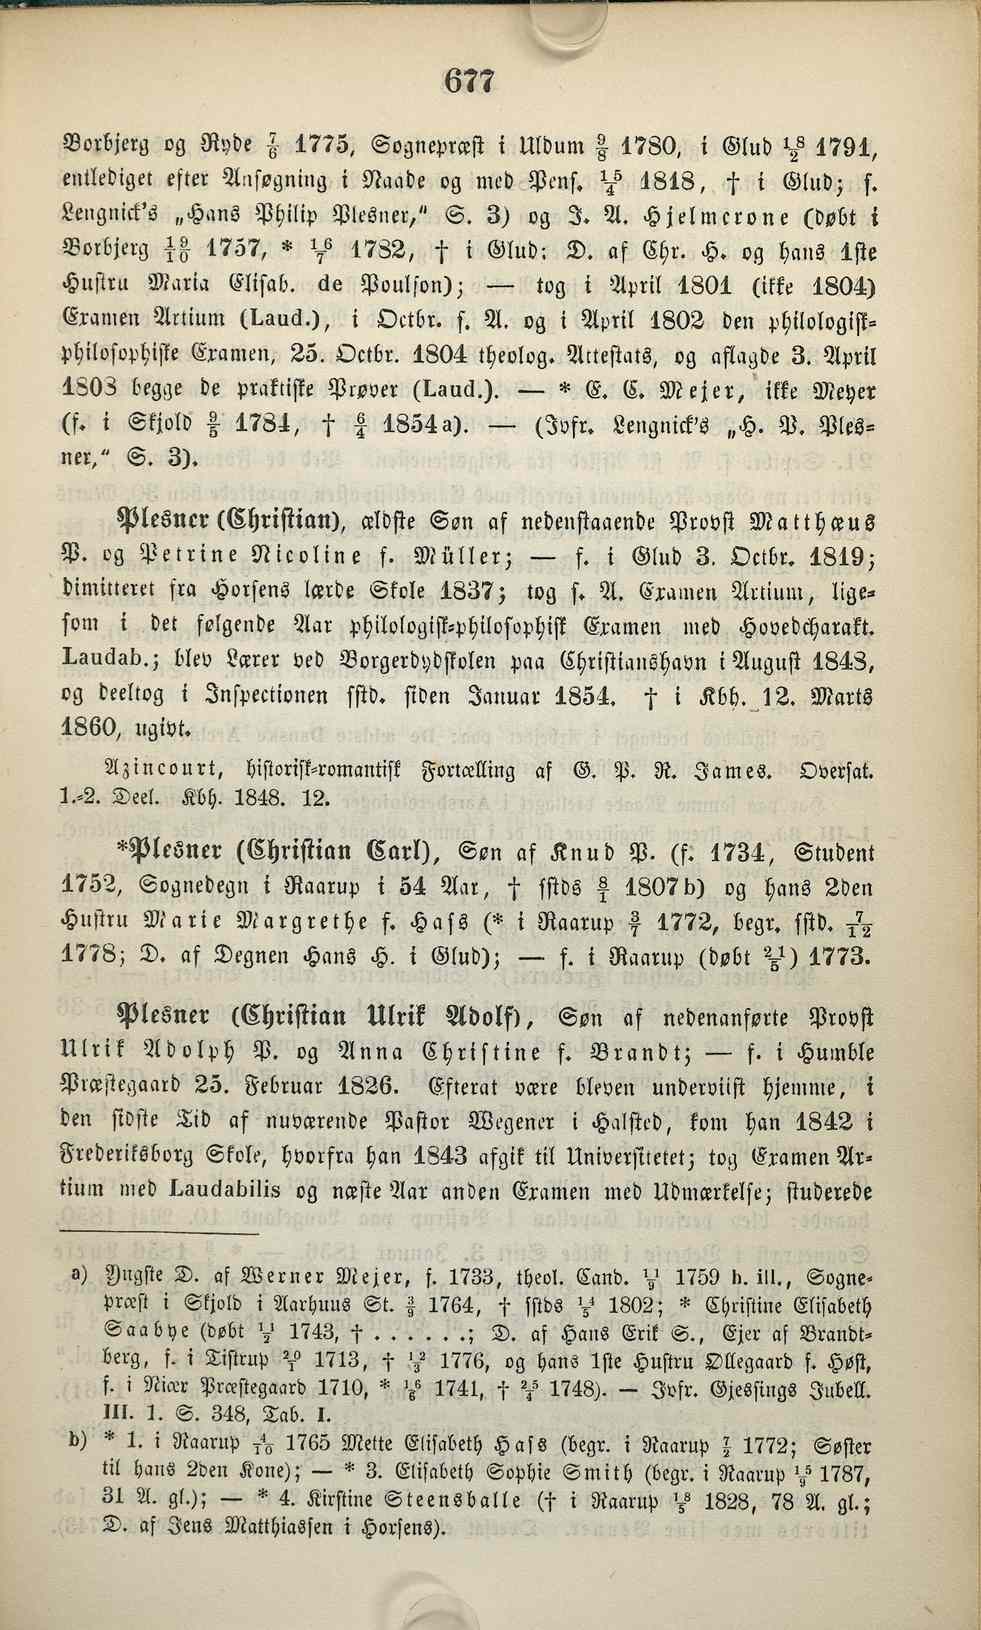 677
Vorbjerg og Ryde 7/6 1775, Sognepræst i Uldum 9/8 1780, i Glud 18/2 1791,
entlediget efter Ansøgning i Naade og med Pens. 15/4 1818, † i Glud; s.
Lengnick's „Hans Philip Plesner,“ S. 3) og J. A. Hjelmcrone (døbt i
Vorbjerg 19/10 1757, * 16/7 1782, † i Glud: D. af Chr. H. og hans 1ste
Hustru Maria Elisab. de Poulson); — tog i April 1801 (ikke 1804)
Examen Artium (Laud.), i Octbr. s. A. og i April 1802 den philologisk-
philosophiske Examen, 25. Octbr. 1804 theolog. Attestats, og aflagde 3. April
1803 begge de praktiske Prøver (Laud.). — * E. C. Mejer, ikke Meyer
(f. i Skjold 9/5 1784, † 6/4 1854 a). — (Jvfr. Lengnick's „H. P. Ples-
ner,“ S. 3).
Plesner (Christian), ældste Søn af nedenstaaende Provst Matthæus
P. og Petrine Nicoline f. Müller; — f. i Glud 3. Octbr. 1819;
dimitteret fra Horsens lærde Skole 1837; tog s. A. Examen Artium, lige-
som i det følgende Aar philologisk-philosophisk Examen med Hovedcharakt.
Laudab.; blev Lærer ved Borgerdydskolen paa Christianshavn i August 1843,
og deeltog i Inspectionen sstd. siden Januar 1854. † i Kbh. 12. Marts
1860, ugivt.
Azincourt, historisk-romantisk Fortælling af G. P. R. James. Oversat.
1.-2. Deel. Kbh. 1848. 12.
*Plesner (Christian Carl), Søn af Knud P. (f. 1734, Student
1752, Sognedegn i Raarup i 54 Aar, † sstds 8/1 1807 b) og hans 2den
Hustru Marie Margrethe f. Hass (* i Raarup 3/7 1772, begr. sstd. 7/12
1778; D. af Degnen Hans H. i Glud); — f. i Raarup (døbt 21/5) 1773.
Plesner (Christian Ulrik Adolf), Søn af nedenanførte Provst
Ulrik Adolph P. og Anna Christine f. Brandt; — f. i Humble
Præstegaard 25. Februar 1826. Efterat være bleven underviist hjemme, i
den sidste Tid af nuværende Pastor Wegener i Halsted, kom han 1842 i
Frederiksborg Skole, hvorfra han 1843 afgik til Universitetet; tog Examen Ar-
tium med Laudabilis og næste Aar anden Examen med Udmærkelse; studerede
a) Yngste D. af Werner Mejer, f. 1733, theol. Cand. 11/9 1759 h. ill., Sogne-
præst i Skjold i Aarhuus St. 3/9 1764, † sstds 14/5 1802; * Christine Elisabeth
Saabye (døbt 11/2 1743, † . . . . . .; D. af Hans Erik S., Ejer af Brandt-
berg, f. i Tistrup 20/1 1713, † 12/3 1776, og hans 1ste Hustru Øllegaard f. Høst,
f. i Niær Præstegaard 1710, * 16/8 1741, † 25/4 1748). — Jvfr. Gjessings Jubell.
III. 1. S. 348, Tab. I.
b) * 1. i Raarup 4/10 1765 Mette Elisabeth Hass (begr. i Raarup 7/2 1772; Søster
til hans 2den Kone); — * 3. Elisabeth Sophie Smith (begr. i Raarup 15/9 1787,
31 A. gl.); — * 4. Kirstine Steensballe († i Raarup 18/5 1828, 78 A. gl.;
D. af Jens Matthiassen i Horsens).